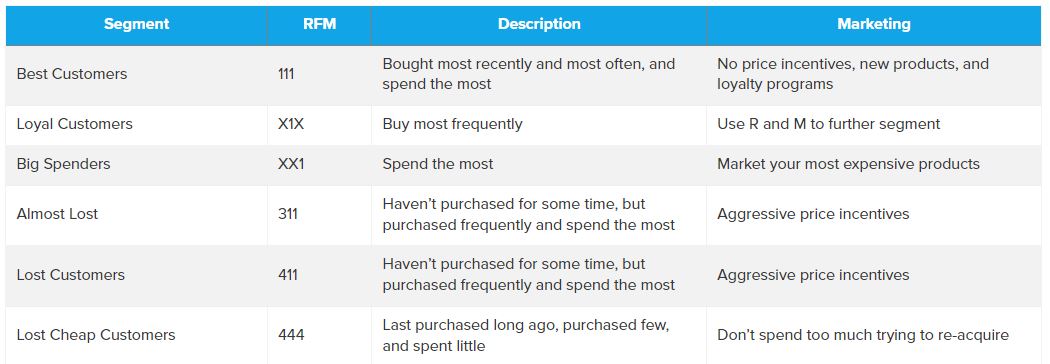 Segment RFM Description Marketing
Best Customers 111 Bought most recently and most often, and spend the most No price incentives, new products, and loyalty programs
Loyal Customers X1X Buy most frequently Use R and M to further segment
Big Spenders XX1 Spend the most Market your most expensive products
Almost Lost 311 Haven’t purchased for some time, but purchased frequently and spend the most Aggressive price incentives
Lost Customers 411 Haven’t purchased for some time, but purchased frequently and spend the most Aggressive price incentives
Lost Cheap Customers 444 Last purchased long ago, purchased few, and spent little Don’t spend too much trying to re-acquire